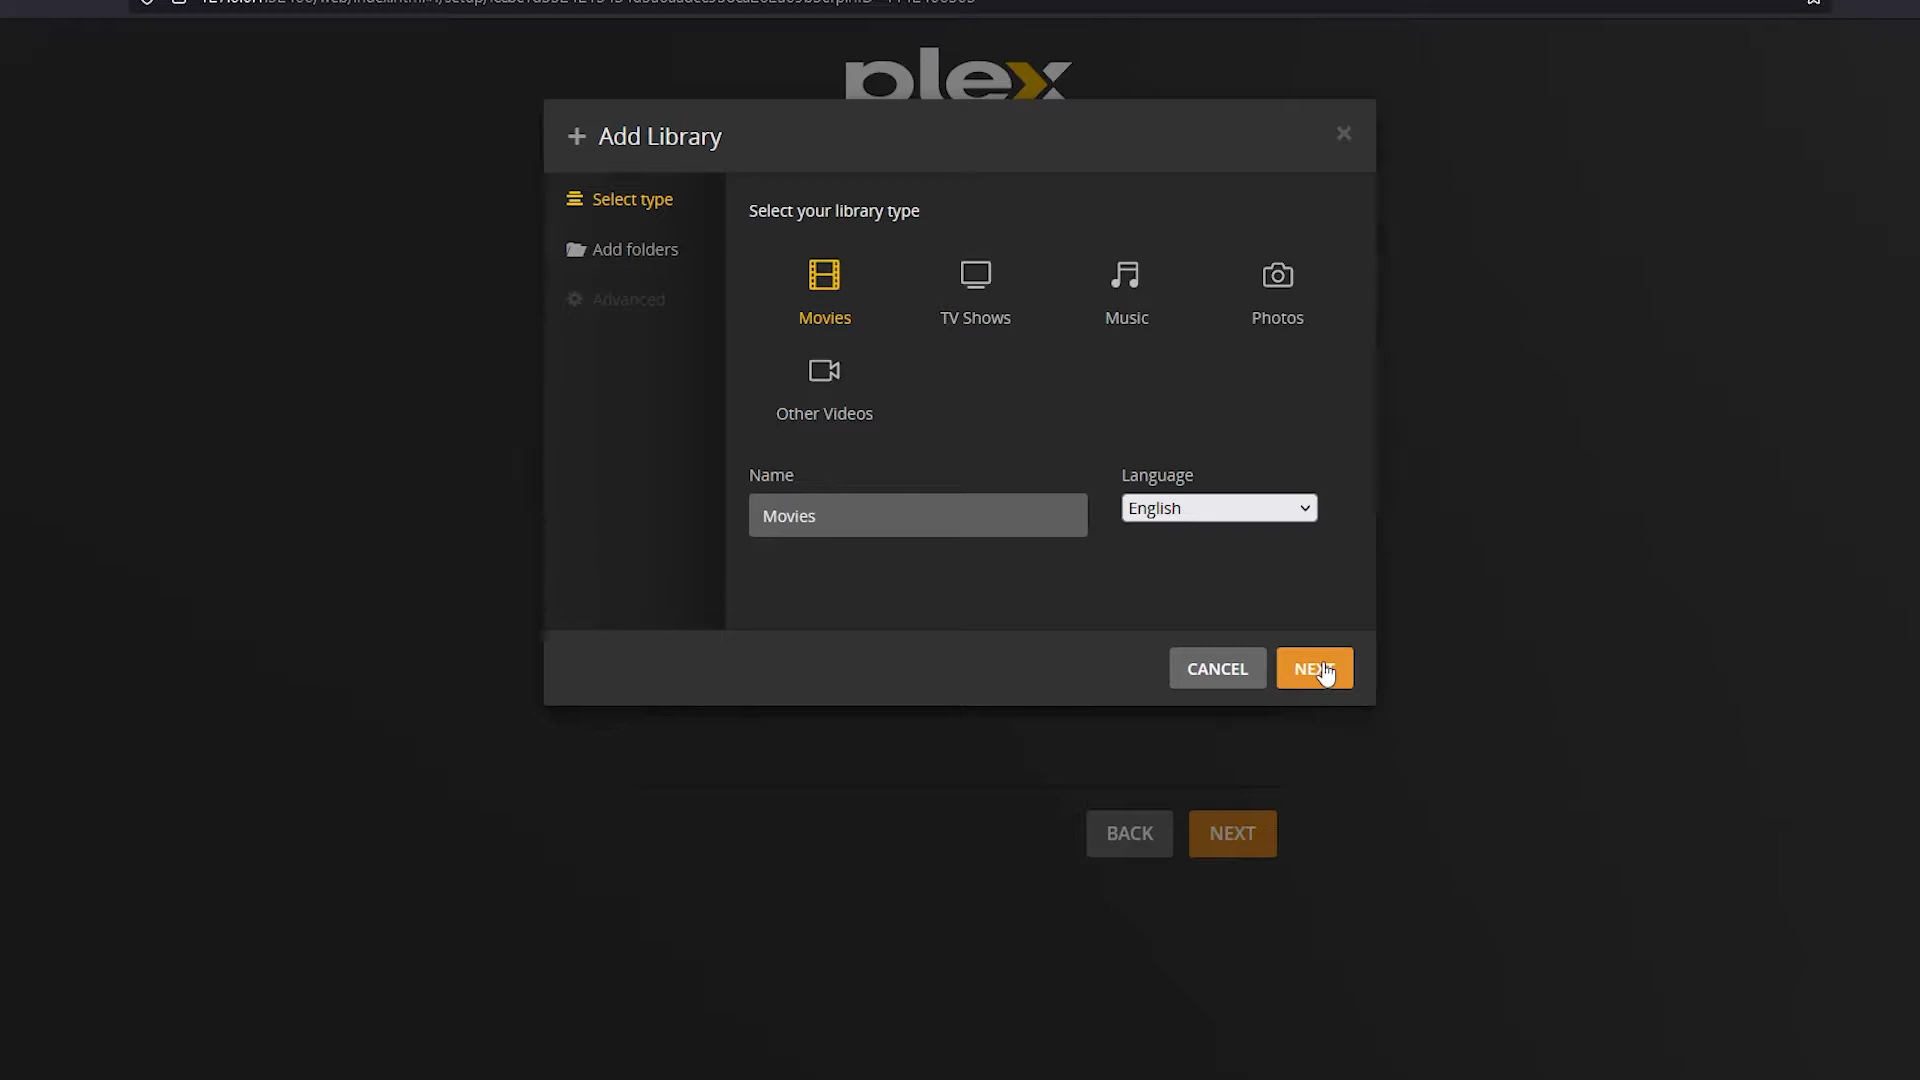 plex
Add Library
Select type
Add folders
Advanced
Select your library type
Movies
TV Shows
Music
Photos
Other Videos
Name
Language
Movies
English
CANCEL
NEXT
BACK
NEXT